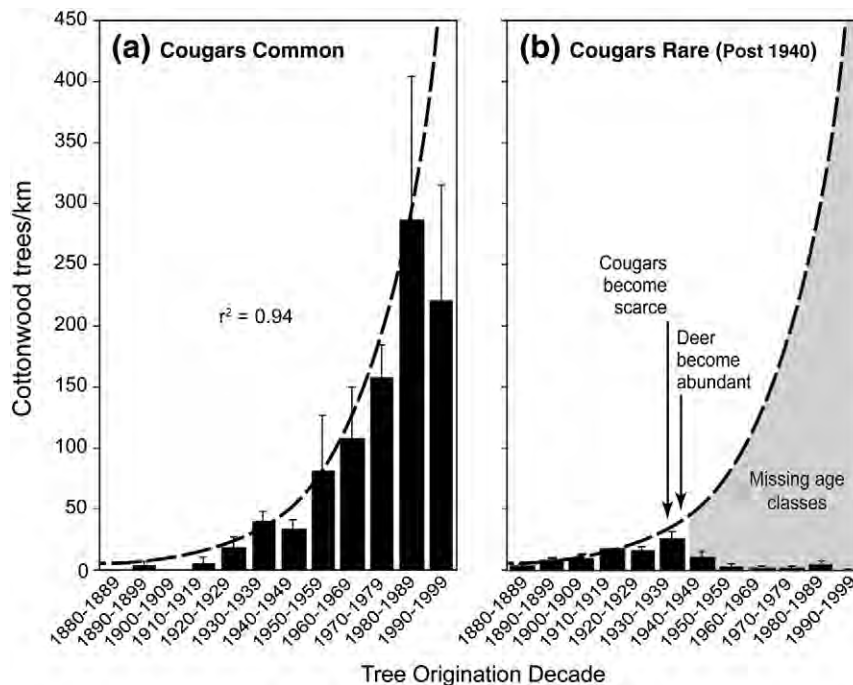 (a) Cougars Common
(b) Cougars Rare (Post 1940)
450
400
350
300
250
200
150
100
50
0
Cottonwood trees/km
r² = 0.94
Cougars
become
scarce
Deer
become
abundant
Missing age
classes
1880-1889
1890-1899
1900-1909
1910-1919
1920-1929
1930-1939
1940-1949
1950-1959
1960-1969
1970-1979
1980-1989
1990-1999
1880-1889
1890-1899
1900-1909
1910-1919
1920-1929
1930-1939
1940-1949
1950-1959
1960-1969
1970-1979
1980-1989
1990-1999
Tree Origination Decade